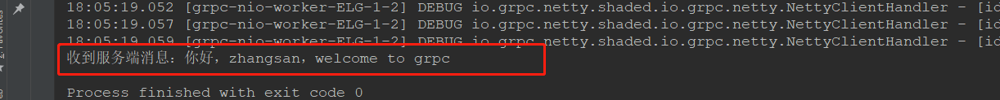 18:05:19.052 [grpc-nio-worker-ELG-1-2] DEBUG io.grpc.netty.shaded.io.grpc.netty.NettyClientHandler - [id
18:05:19.057 [grpc-nio-worker-ELG-1-2] DEBUG io.grpc.netty.shaded.io.grpc.netty.NettyClientHandler - [id
18:05:19.059 [grpc-nio-worker-ELG-1-2] DEBUG io.grpc.netty.shaded.io.grpc.netty.NettyClientHandler - [id
收到服务端消息：你好，zhangsan，welcome to grpc
Process finished with exit code 0